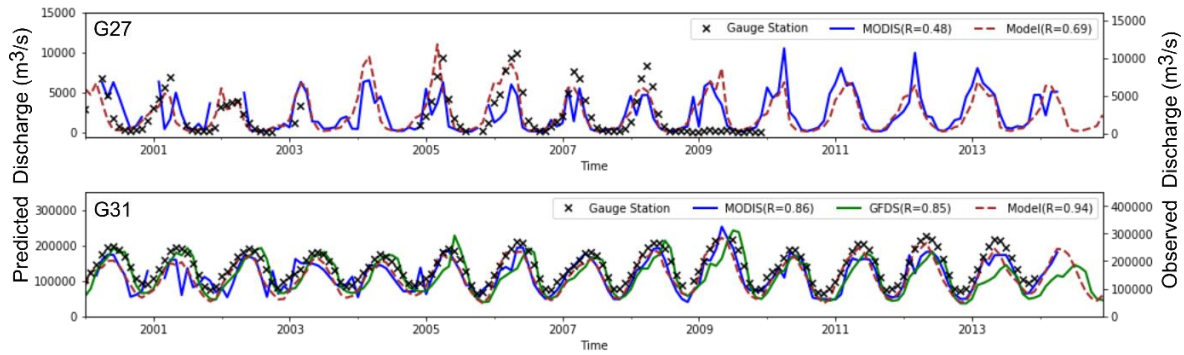 G27
× Gauge Station MODIS(R=0.48) Model(R=0.69)
15000
10000
5000
0
15000
10000
5000
0
2001 2003 2005 2007 2009 2011 2013
Time
G31
× Gauge Station MODIS(R=0.86) GFDS(R=0.85) Model(R=0.94)
300000
200000
100000
0
400000
300000
200000
100000
0
2001 2003 2005 2007 2009 2011 2013
Time
Predicted Discharge (m³/s)
Observed Discharge (m³/s)